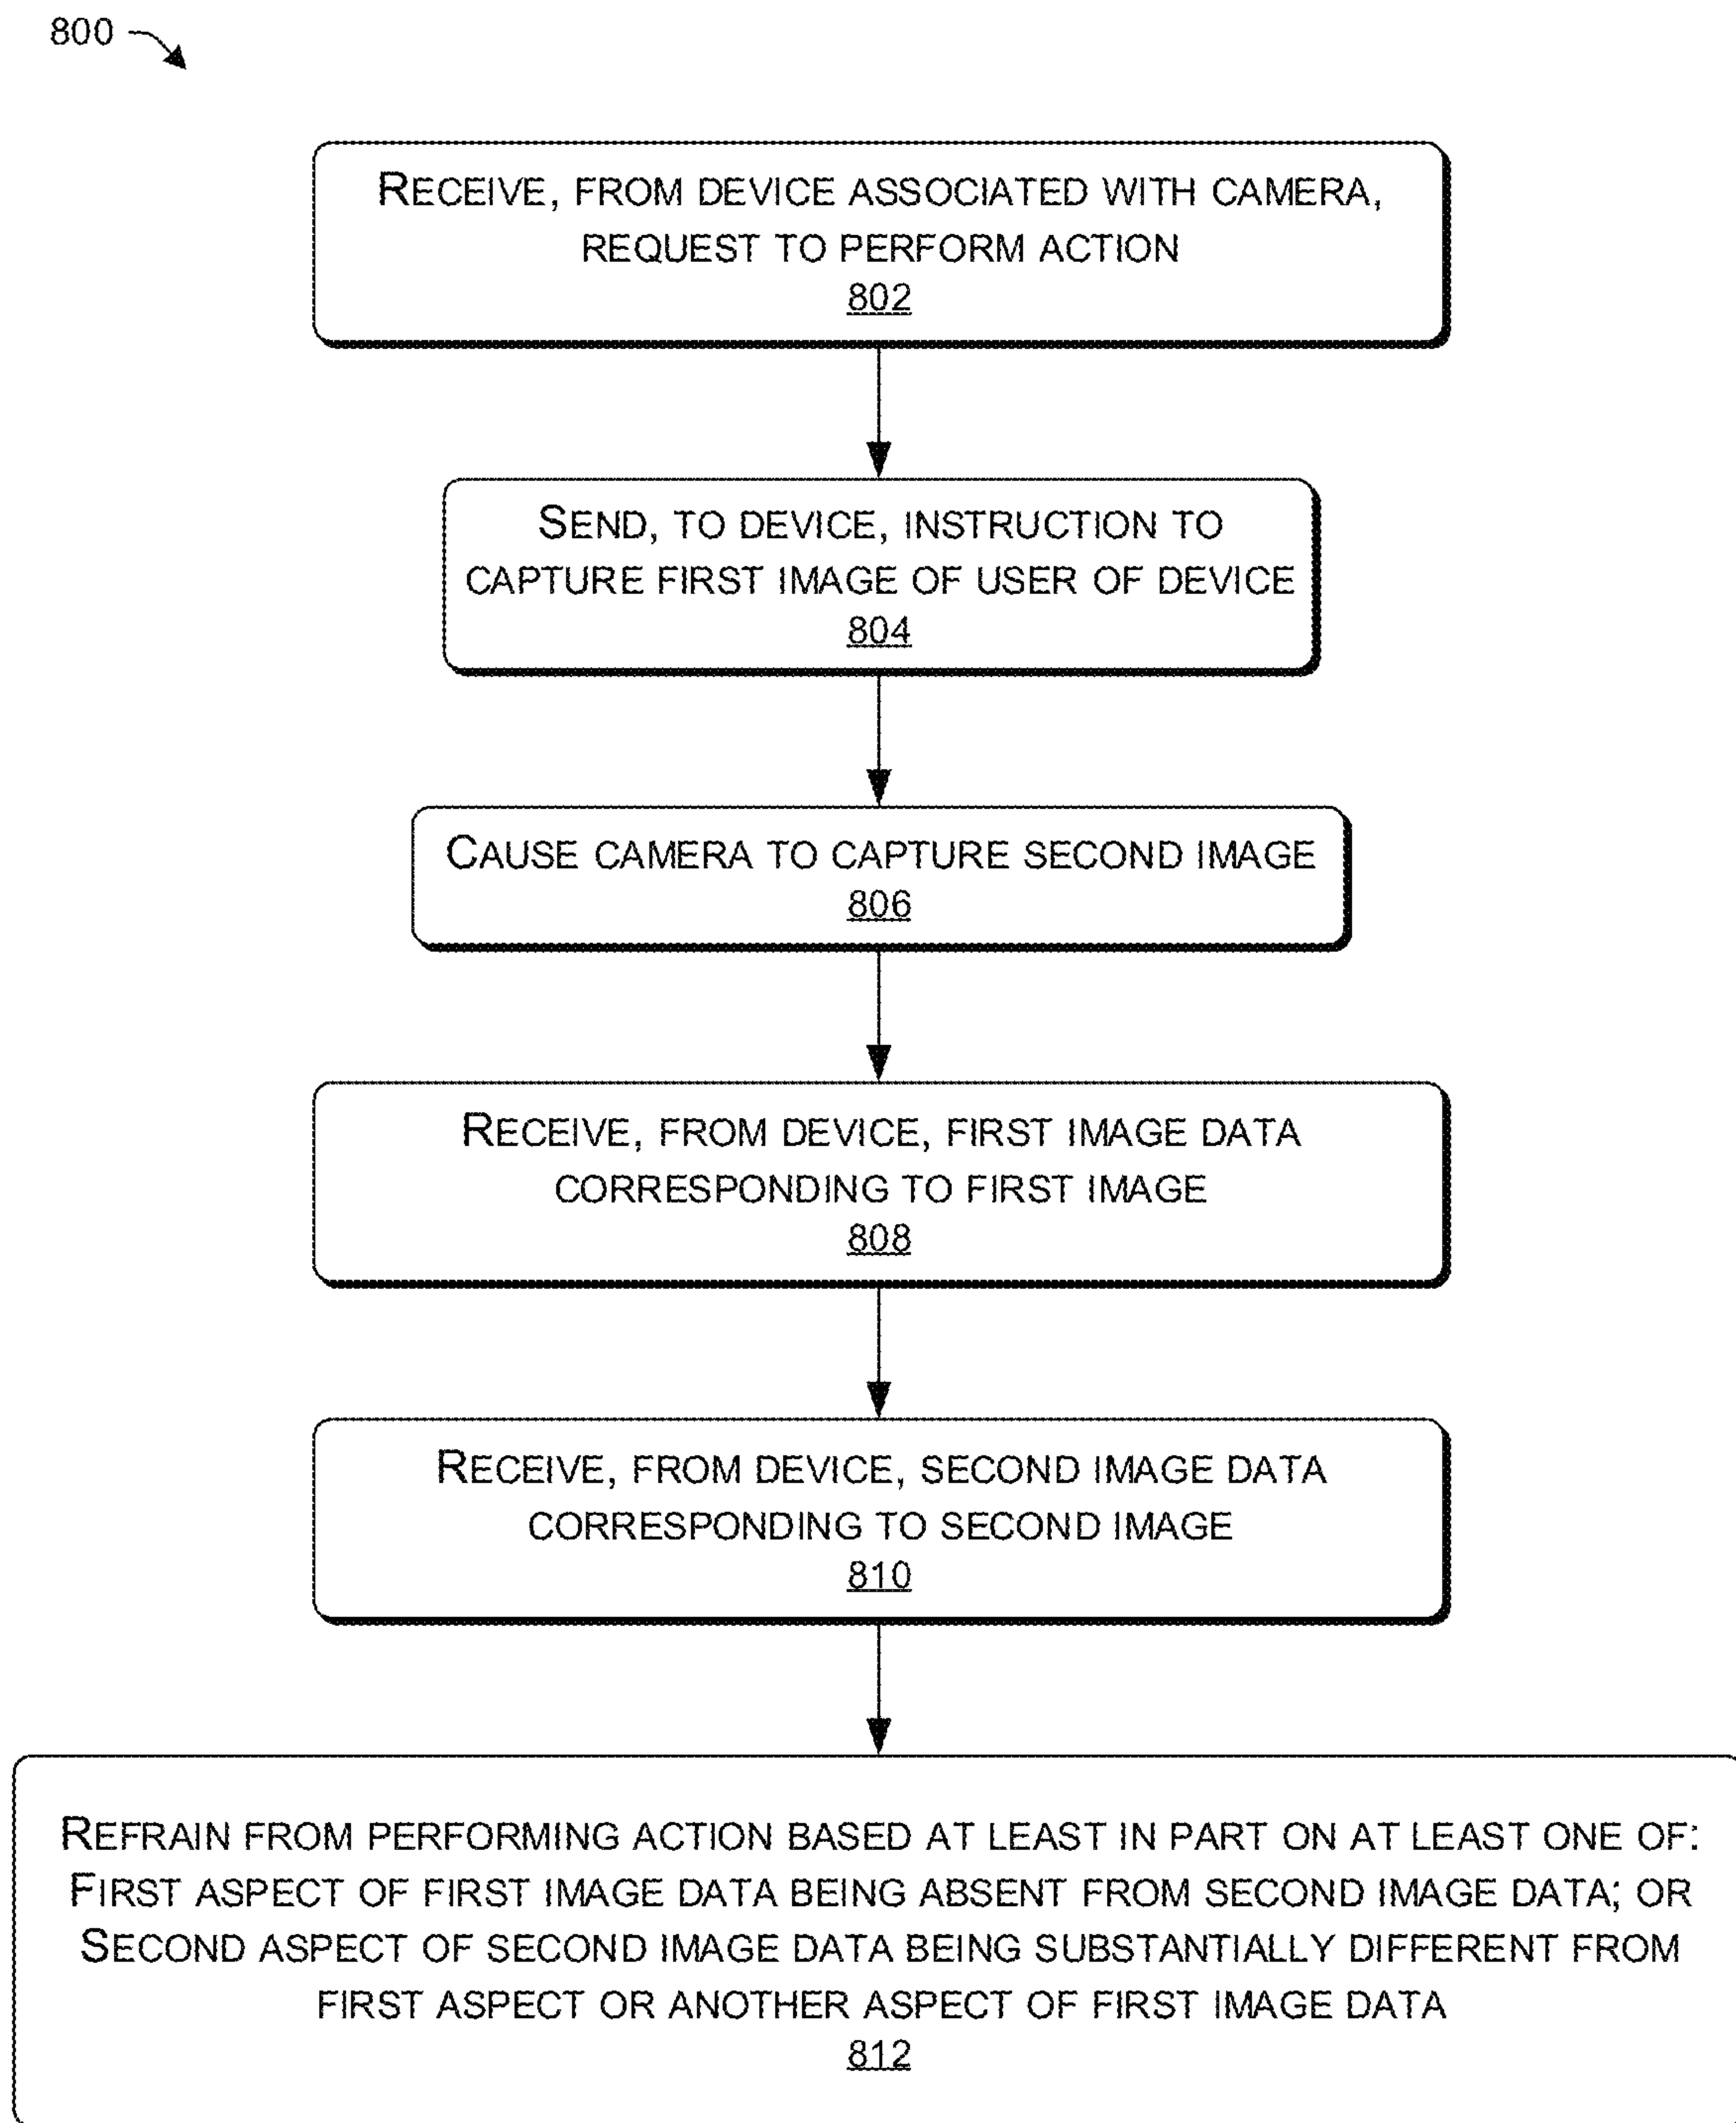 800
RECEIVE, FROM DEVICE ASSOCIATED WITH CAMERA,
REQUEST TO PERFORM ACTION
802
SEND, TO DEVICE, INSTRUCTION TO
CAPTURE FIRST IMAGE OF USER OF DEVICE
804
CAUSE CAMERA TO CAPTURE SECOND IMAGE
806
RECEIVE, FROM DEVICE, FIRST IMAGE DATA
CORRESPONDING TO FIRST IMAGE
808
RECEIVE, FROM DEVICE, SECOND IMAGE DATA
CORRESPONDING TO SECOND IMAGE
810
REFRAIN FROM PERFORMING ACTION BASED AT LEAST IN PART ON AT LEAST ONE OF:
FIRST ASPECT OF FIRST IMAGE DATA BEING ABSENT FROM SECOND IMAGE DATA; OR
SECOND ASPECT OF SECOND IMAGE DATA BEING SUBSTANTIALLY DIFFERENT FROM
FIRST ASPECT OR ANOTHER ASPECT OF FIRST IMAGE DATA
812